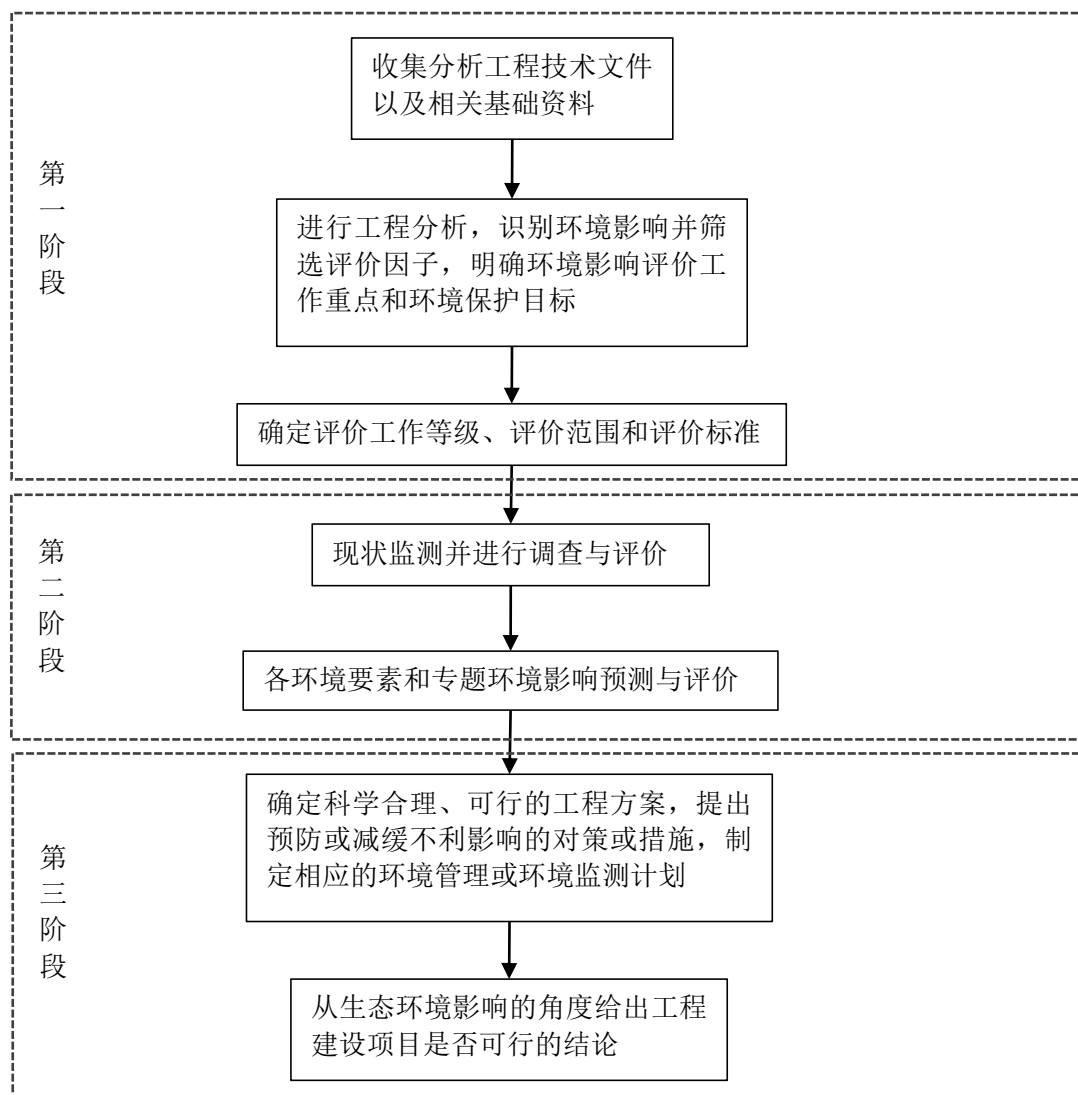 收集分析工程技术文件
以及相关基础资料
第一阶段
进行工程分析，识别环境影响并筛
选评价因子，明确环境影响评价工
作重点和环境保护目标
确定评价工作等级、评价范围和评价标准
第二阶段
现状监测并进行调查与评价
各环境要素和专题环境影响预测与评价
第三阶段
确定科学合理、可行的工程方案，提出
预防或减缓不利影响的对策或措施，制
定相应的环境管理或环境监测计划
从生态环境影响的角度给出工程
建设项目是否可行的结论